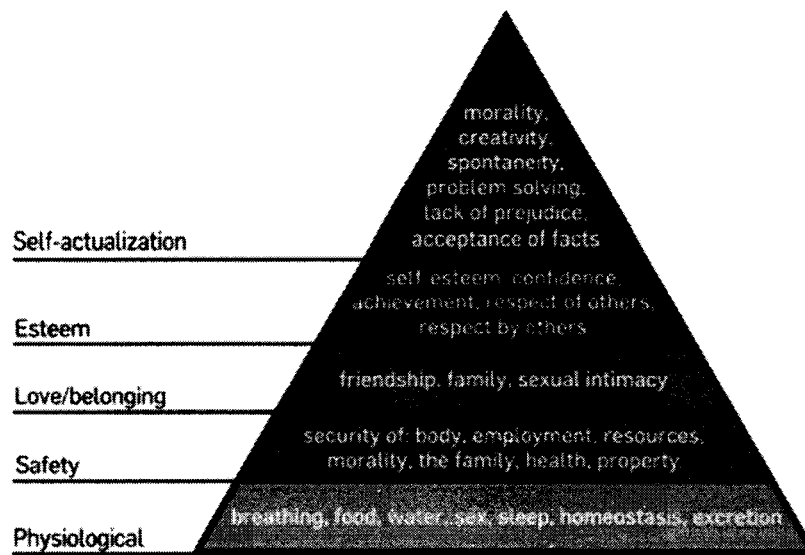 morality,
creativity,
spontaneity,
problem solving,
lack of prejudice,
acceptance of facts
Self-actualization
self-esteem, confidence,
achievement, respect of others,
respect by others
Esteem
friendship, family, sexual intimacy
Love/belonging
security of: body, employment, resources,
morality, the family, health, property
Safety
breathing, food, water, sex, sleep, homeostasis, excretion
Physiological